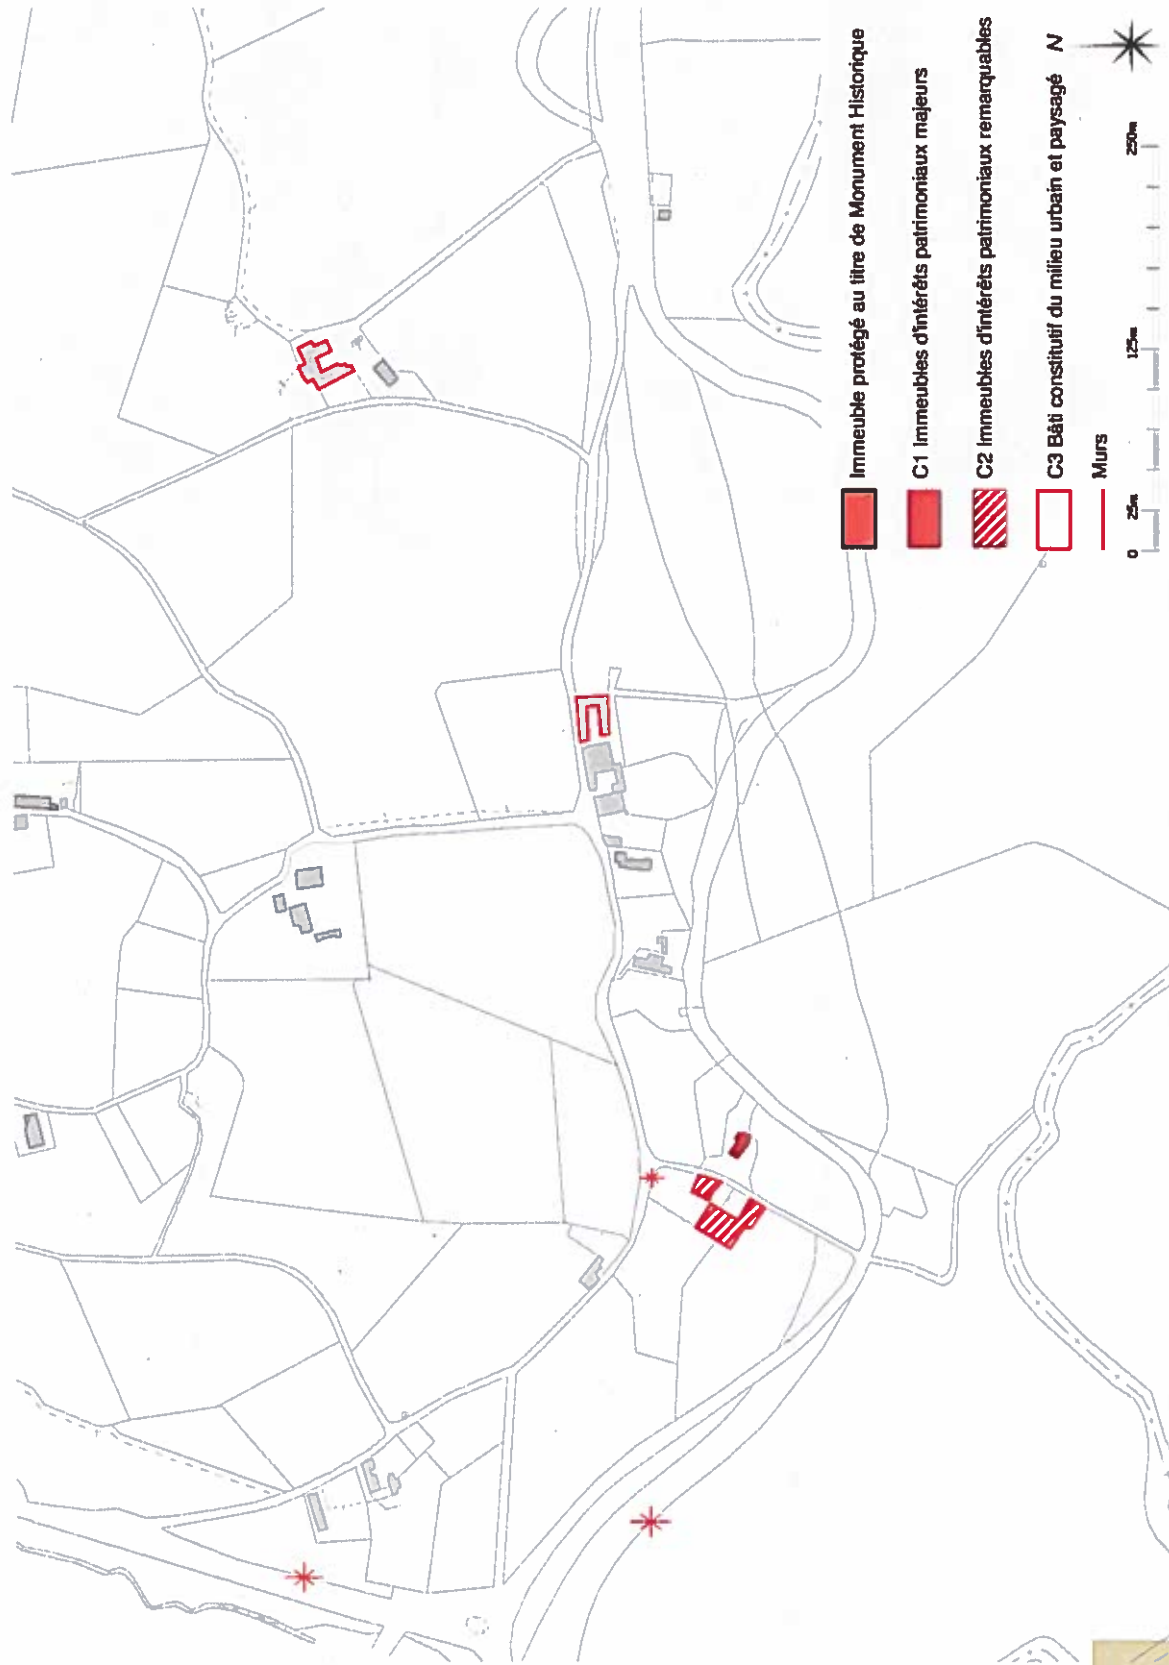 Immeuble protégé au titre de Monument Historique
C1 Immeubles d'intérêts patrimoniaux majeurs
C2 Immeubles d'intérêts patrimoniaux remarquables
C3 Bâti constitutif du milieu urbain et paysagé
Murs
N
0 25m 125m 250m